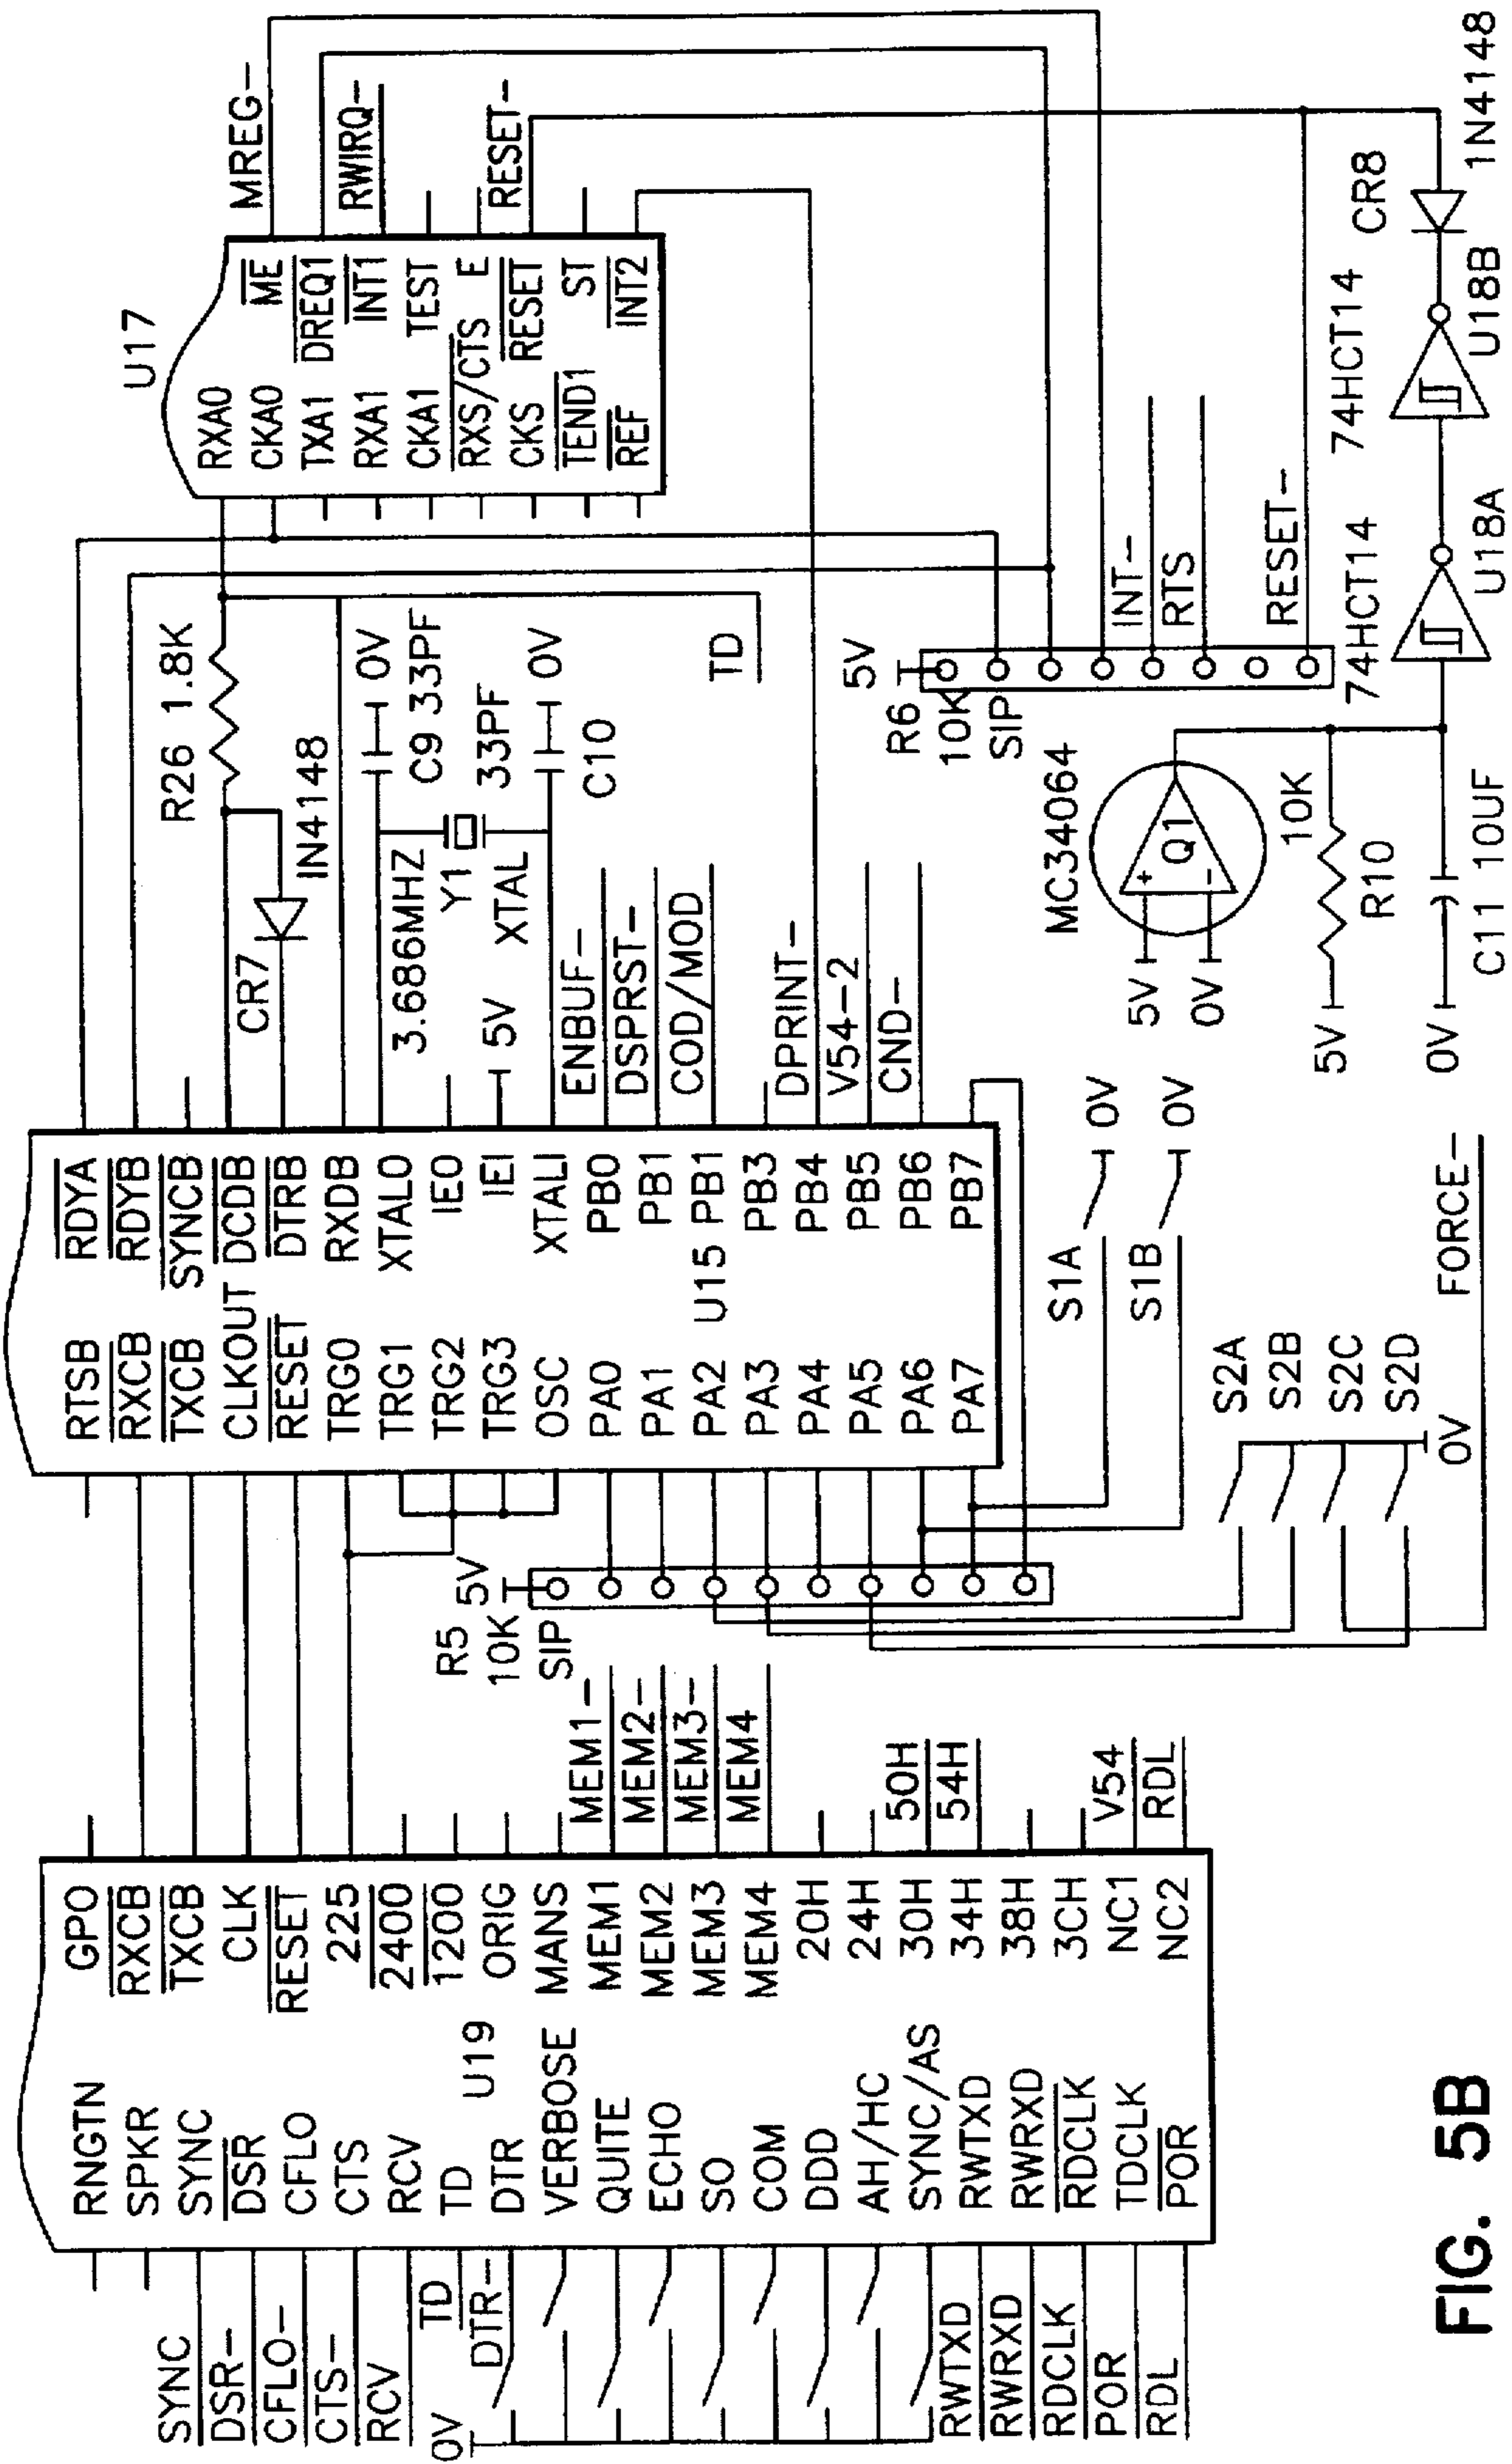 U19
RNGTN
SPKR
SYNC
DSR
CFLO
CTS
RCV
TD
DTR
VERBOSE
QUITE
ECHO
SO
COM
DDD
AH/HC
SYNC/AS
RWTXD
RWRXD
RDCLK
TDCLK
POR
GPO
RXCB
TXCB
CLK
RESET
225
2400
1200
ORIG
MANS
MEM1
MEM2
MEM3
MEM4
20H
24H
30H
34H
38H
3CH
NC1
NC2
SYNC
DSR-
CFLO-
CTS-
RCV
TD
DTR-
0V
RWTXD
RWRXD
RDCLK
POR
RDL
MEM1-
MEM2-
MEM3-
MEM4
50H
54H
V54
RDL
R5
10K
SIP
5V
U15
RTSB
RXCB
TXCB
CLKOUT
RESET
TRG0
TRG1
TRG2
TRG3
OSC
PA0
PA1
PA2
PA3
PA4
PA5
PA6
PA7
RDYA
RDYB
SYNCB
DCDB
DTRB
RXDB
XTALO
IE0
IEI
XTALI
PB0
PB1
PB1
PB3
PB4
PB5
PB6
PB7
S2A
S2B
S2C
S2D
0V
FORCE-
S1A
0V
S1B
0V
CR7
IN4148
R26 1.8K
3.686MHZ
Y1
XTAL
5V
0V
C9 33PF
33PF
0V
C10
ENBUF-
DSPRST-
COD/MOD
DPRINT-
V54-2
CND-
TD
U17
RXA0
CKA0
TXA1
RXA1
CKA1
RXS/CTS
CKS
TEND1
REF
ME
DREQ1
INT1
TEST
E
RESET
ST
INT2
MREG-
RWIRQ-
RESET-
5V
R6
10K
SIP
INT-
RTS
RESET-
MC34064
Q1
+
-
5V
0V
5V
10K
R10
0V
C11 10UF
74HCT14
U18A
74HCT14
U18B
CR8
1N4148
FIG. 5B